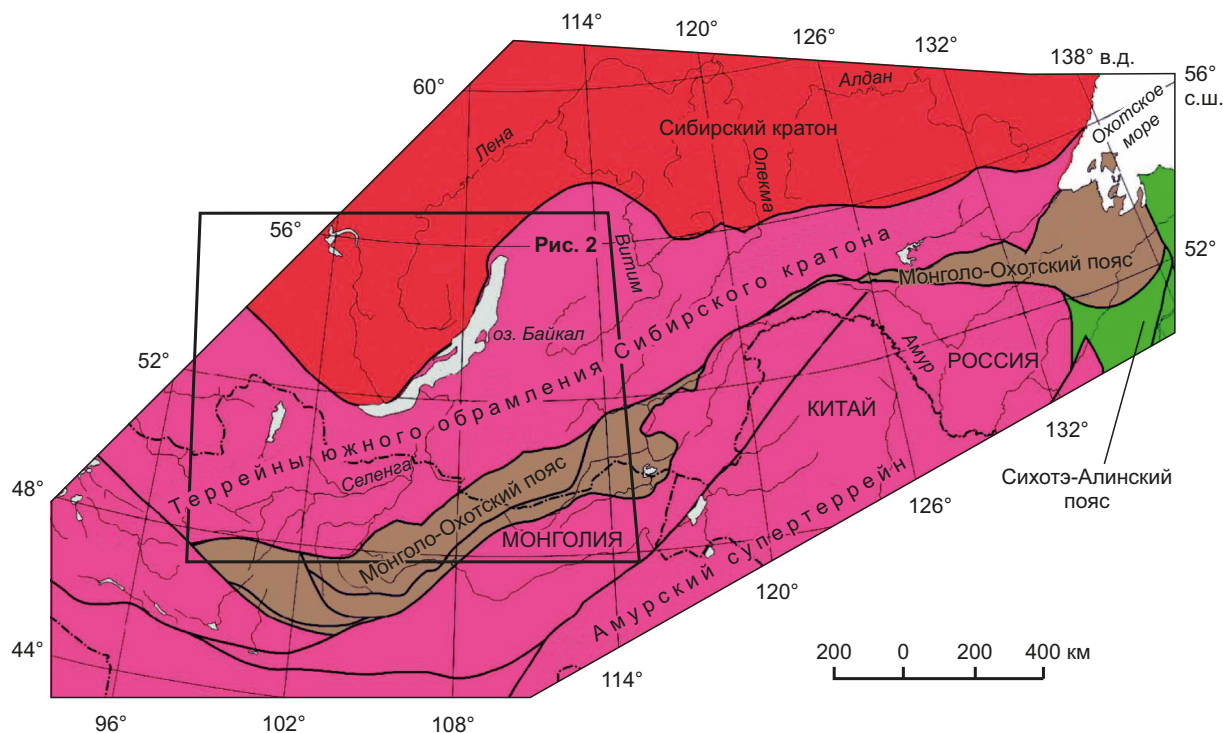 114°
120°
126°
132°
138° в.д.
56°
с.ш.
60°
Алдан
Охотское
море
Сибирский кратон
Лена
Олекма
56°
Рис. 2
Витим
52°
Монголо-Охотский пояс
оз. Байкал
52°
Амур
РОССИЯ
КИТАЙ
Террейны южного обрамления Сибирского кратона
132°
Селенга
Сихотэ-Алинский
пояс
48°
126°
Монголо-Охотский пояс
МОНГОЛИЯ
Амурский супертеррейн
120°
44°
200 0 200 400 км
114°
96°
102°
108°